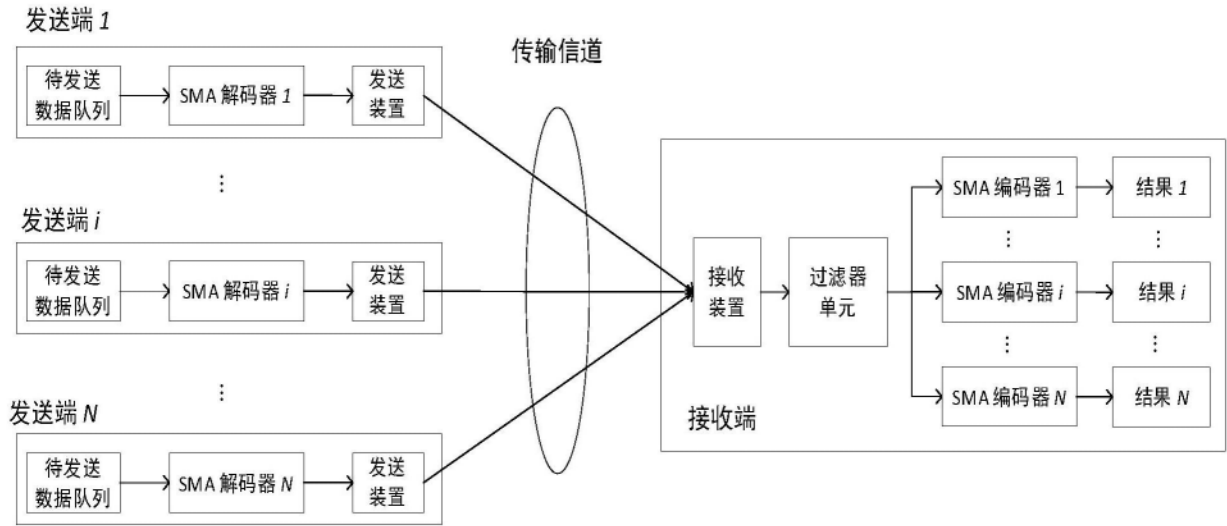 发送端 1
待发送
数据队列
SMA 解码器 1
发送
装置
⋮
发送端 i
待发送
数据队列
SMA 解码器 i
发送
装置
⋮
发送端 N
待发送
数据队列
SMA 解码器 N
发送
装置
传输信道
接收
装置
过滤器
单元
SMA 编码器 1
结果 1
⋮
⋮
SMA 编码器 i
结果 i
⋮
⋮
SMA 编码器 N
结果 N
接收端